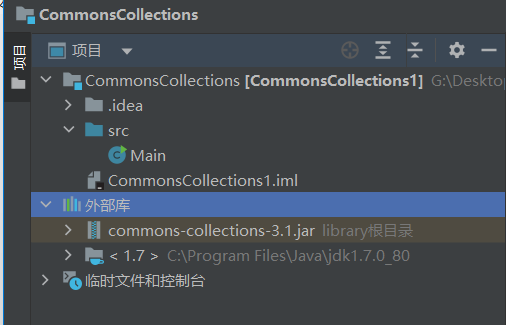 CommonsCollections
项目
项目
CommonsCollections [CommonsCollections1] G:\Deskto
.idea
src
Main
CommonsCollections1.iml
外部库
commons-collections-3.1.jar library根目录
< 1.7 > C:\Program Files\Java\jdk1.7.0_80
临时文件和控制台